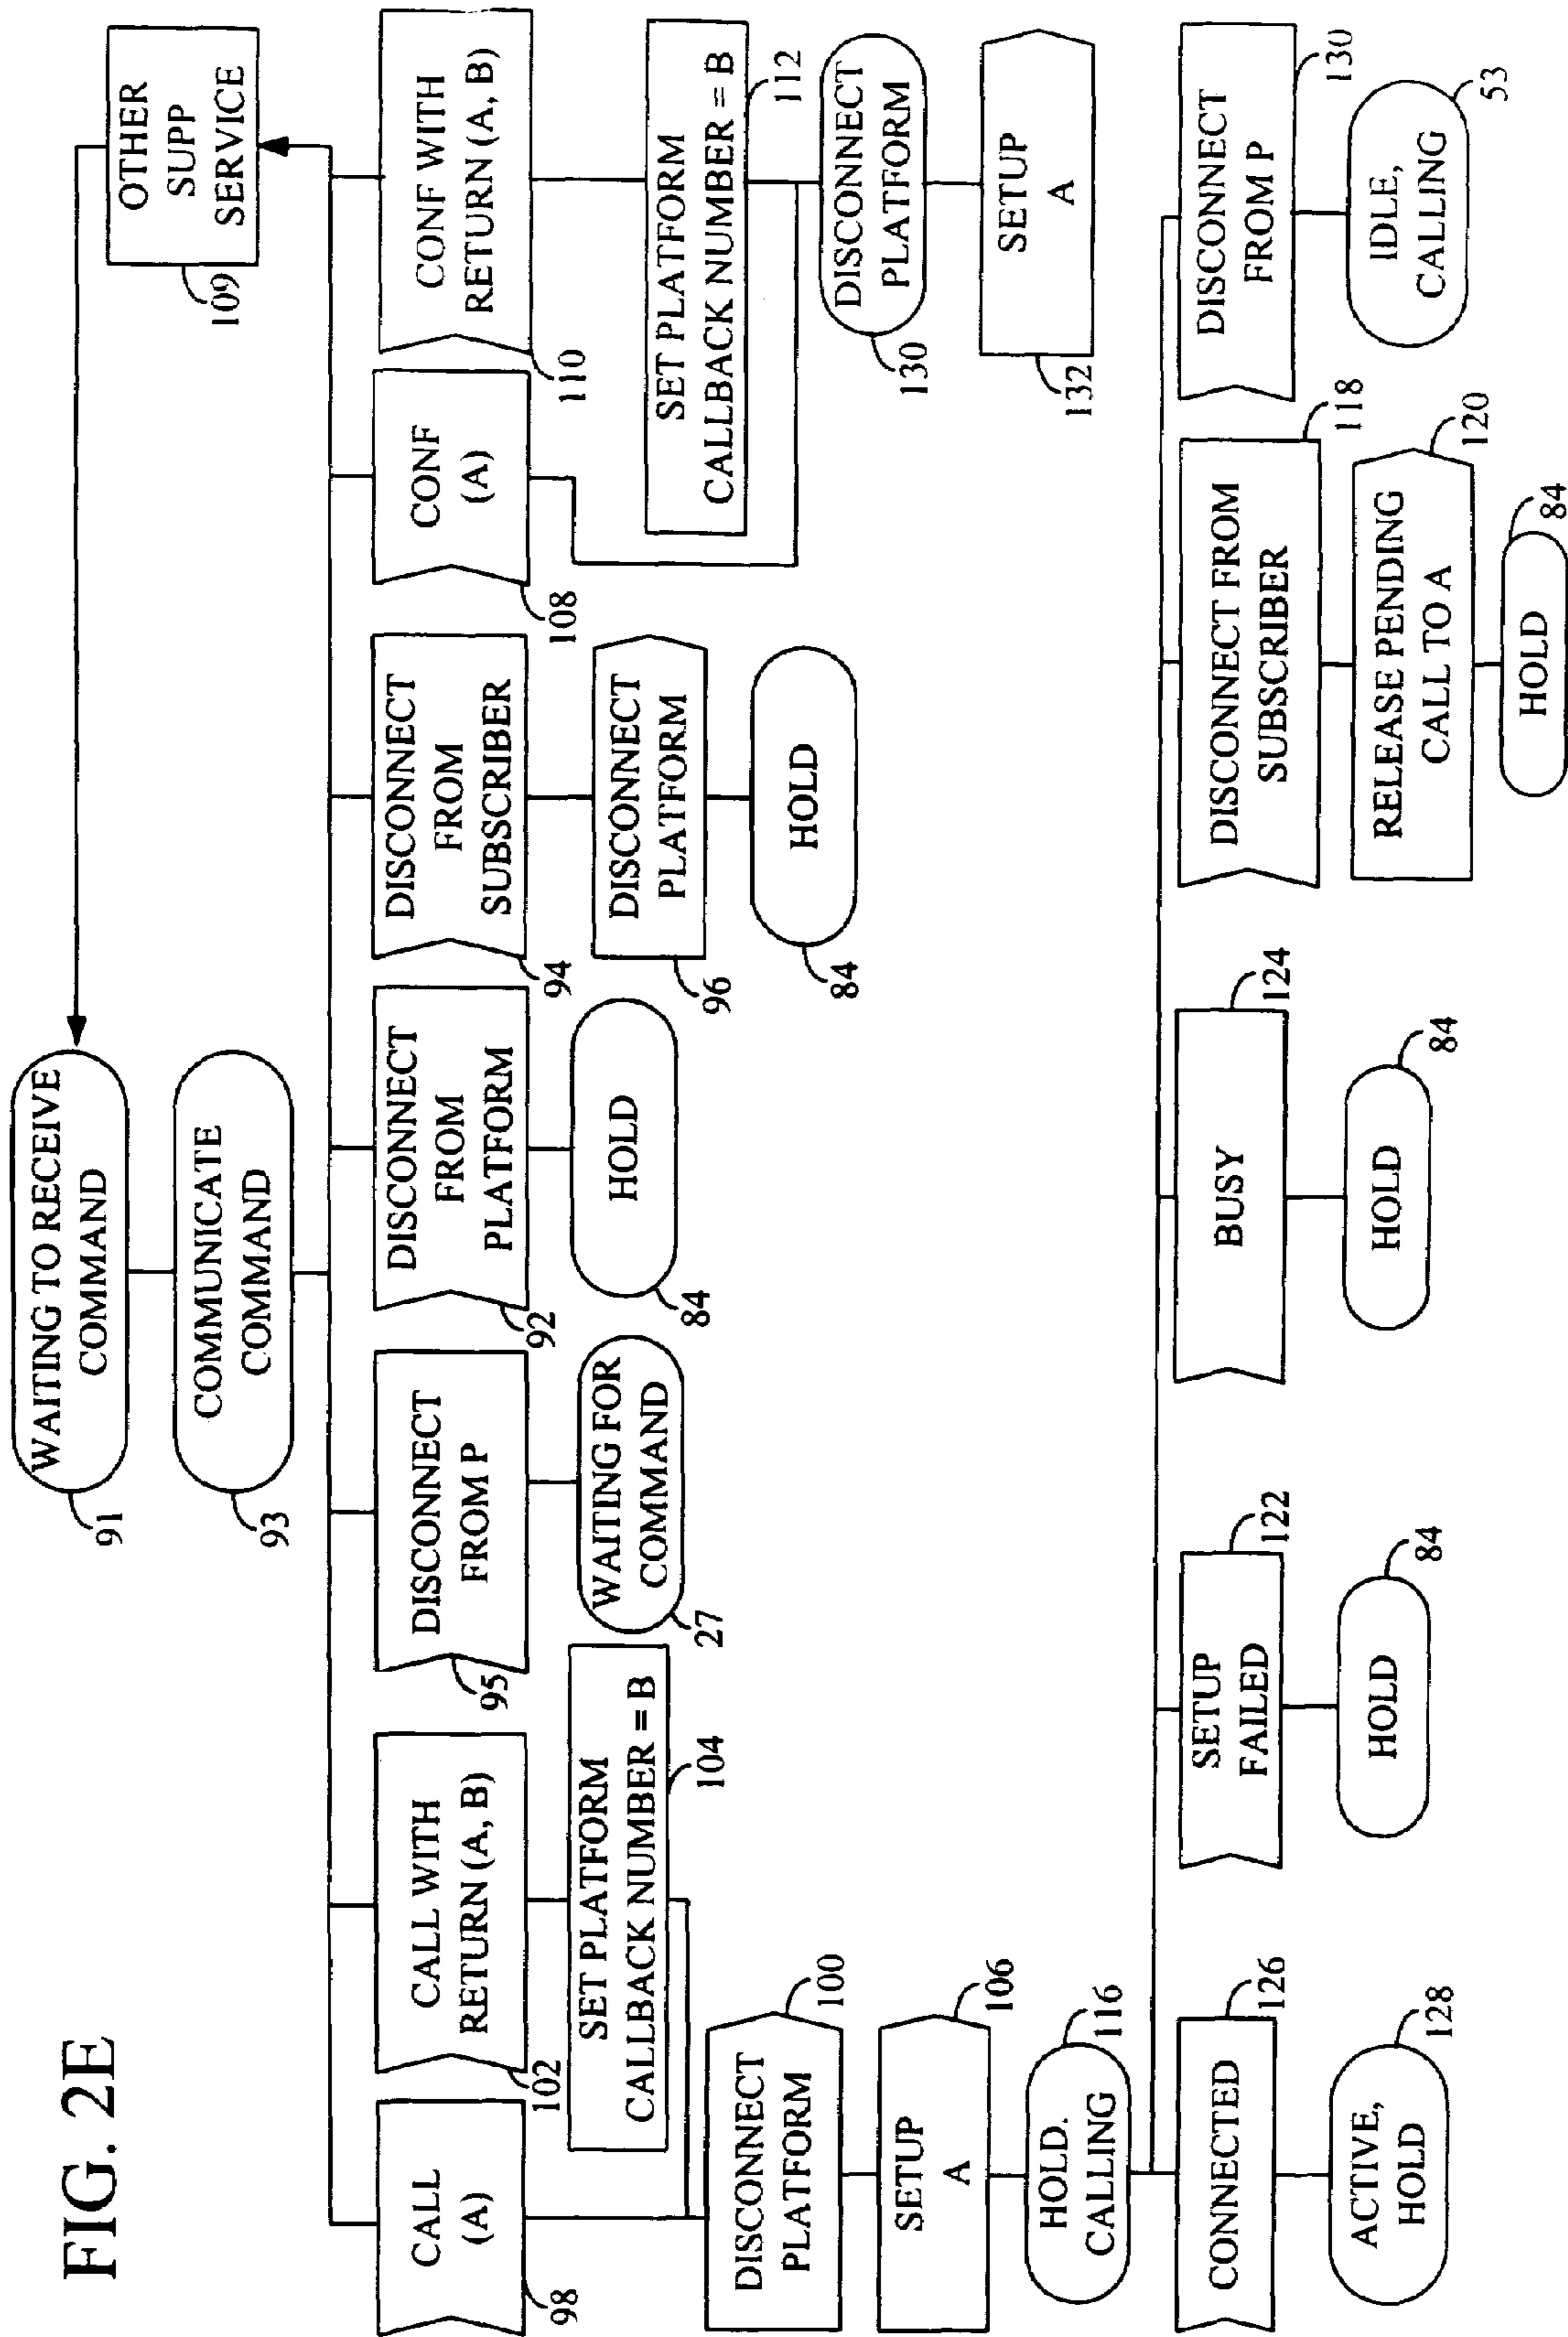 FIG. 2E
WAITING TO RECEIVE
COMMAND
91
COMMUNICATE
COMMAND
93
OTHER
SUPP
SERVICE
109
CALL
(A)
98
CALL WITH
RETURN (A, B)
102
DISCONNECT
FROM P
95
DISCONNECT
FROM
PLATFORM
92
DISCONNECT
FROM
SUBSCRIBER
94
CONF
(A)
108
CONF WITH
RETURN (A, B)
110
SET PLATFORM
CALLBACK NUMBER = B
104
WAITING FOR
COMMAND
27
HOLD
84
DISCONNECT
PLATFORM
96
HOLD
84
SET PLATFORM
CALLBACK NUMBER = B
112
DISCONNECT
PLATFORM
130
SETUP
A
132
DISCONNECT
PLATFORM
100
SETUP
A
106
HOLD.
CALLING
116
CONNECTED
126
ACTIVE,
HOLD
128
SETUP
FAILED
122
HOLD
84
BUSY
124
HOLD
84
DISCONNECT FROM
SUBSCRIBER
118
RELEASE PENDING
CALL TO A
120
HOLD
84
DISCONNECT
FROM P
130
IDLE,
CALLING
53